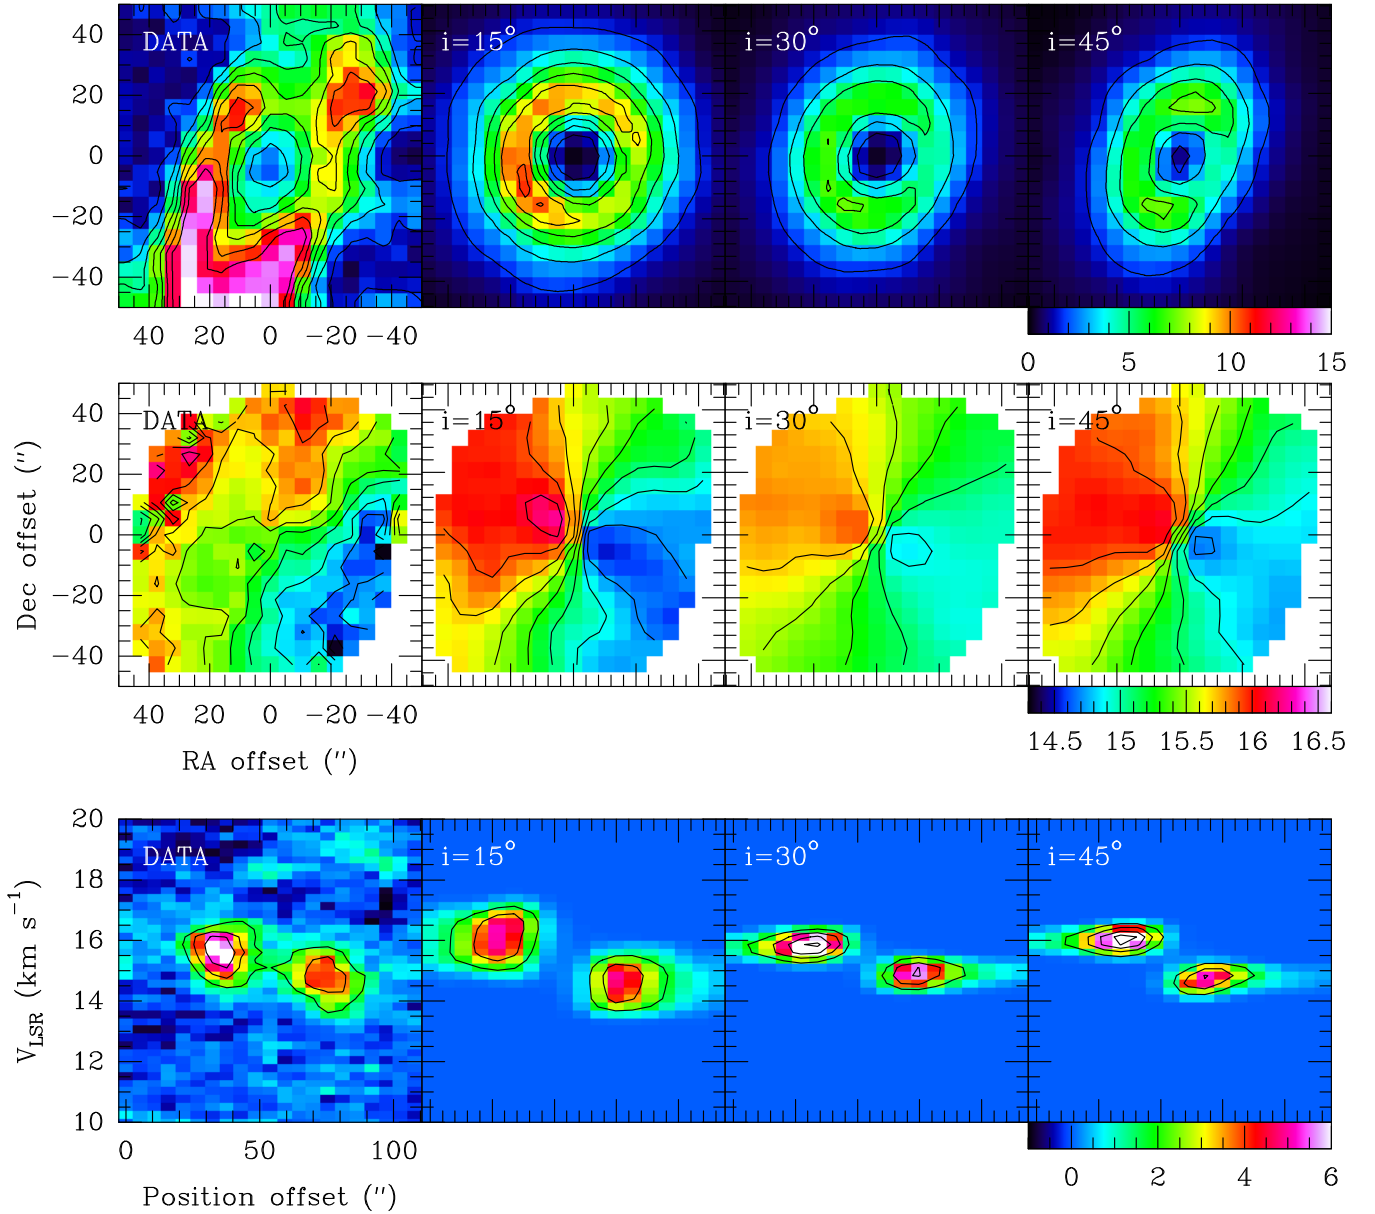 40
20
0
−20
−40
DATA
i=15°
i=30°
i=45°
40 20 0 −20 −40
0 5 10 15
Dec offset (″)
40
20
0
−20
−40
DATA
i=15°
i=30°
i=45°
40 20 0 −20 −40
14.5 15 15.5 16 16.5
RA offset (″)
V_LSR (km s⁻¹)
20
18
16
14
12
10
DATA
i=15°
i=30°
i=45°
0 50 100
0 2 4 6
Position offset (″)